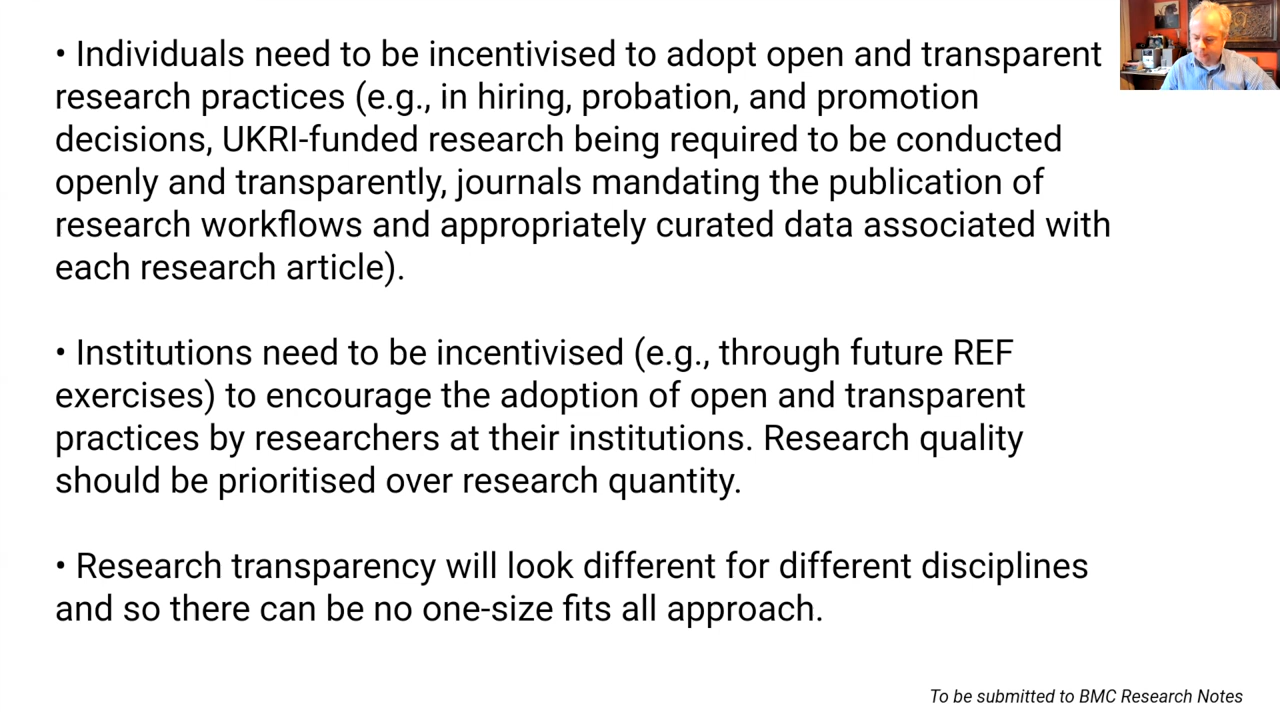 • Individuals need to be incentivised to adopt open and transparent
research practices (e.g., in hiring, probation, and promotion
decisions, UKRI-funded research being required to be conducted
openly and transparently, journals mandating the publication of
research workflows and appropriately curated data associated with
each research article).
• Institutions need to be incentivised (e.g., through future REF
exercises) to encourage the adoption of open and transparent
practices by researchers at their institutions. Research quality
should be prioritised over research quantity.
• Research transparency will look different for different disciplines
and so there can be no one-size fits all approach.
To be submitted to BMC Research Notes